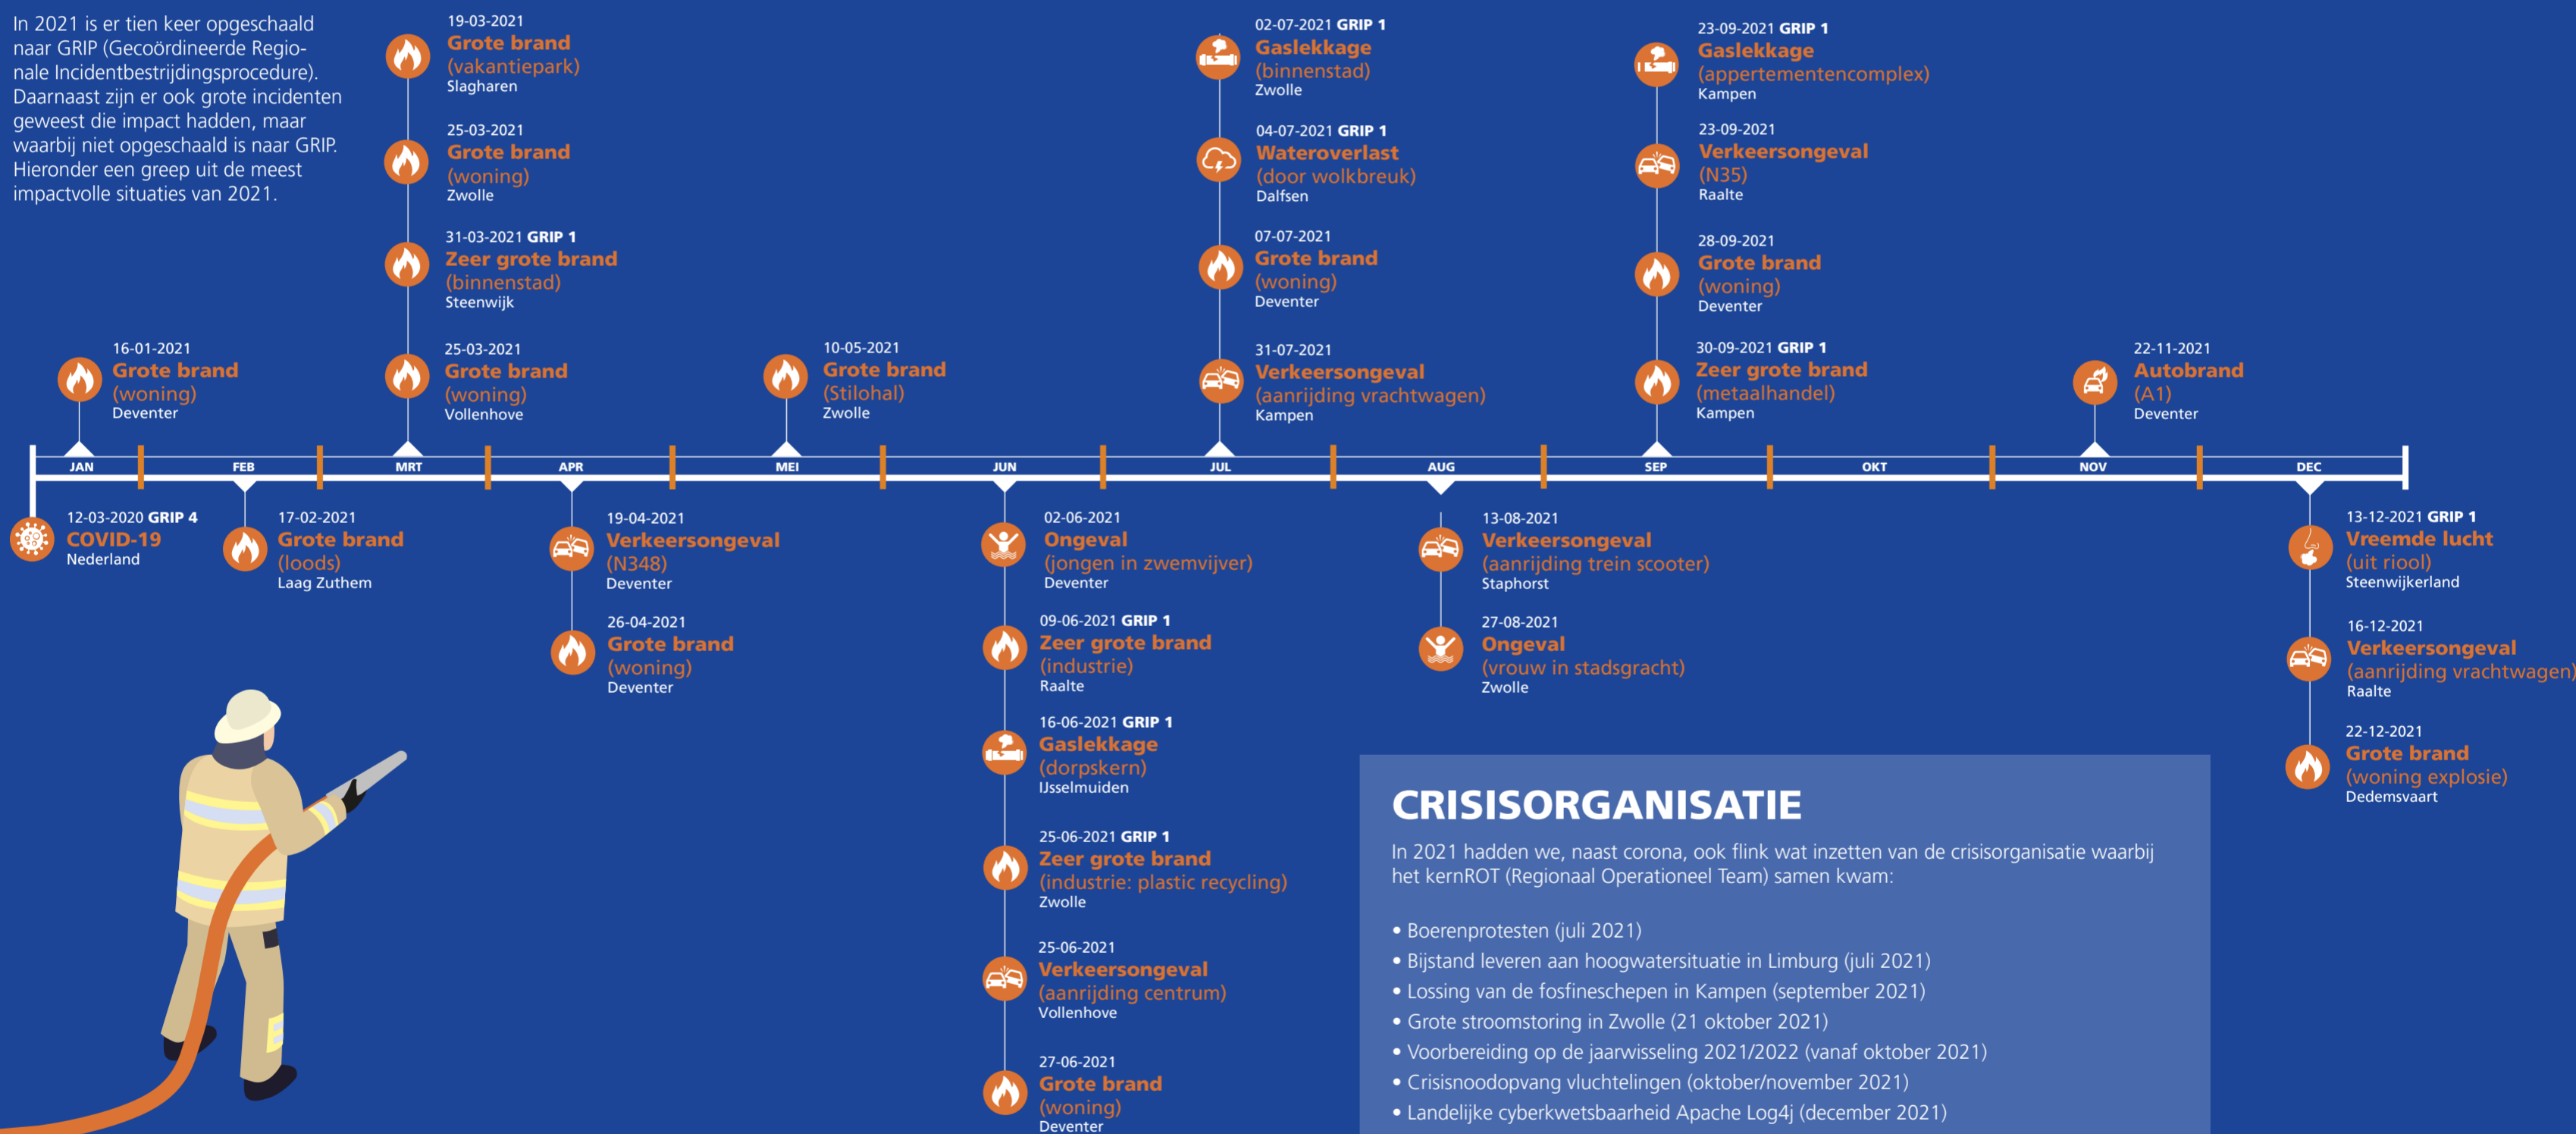 In 2021 is er tien keer opgeschaald
naar GRIP (Gecoördineerde Regio-
nale Incidentbestrijdingsprocedure).
Daarnaast zijn er ook grote incidenten
geweest die impact hadden, maar
waarbij niet opgeschaald is naar GRIP.
Hieronder een greep uit de meest
impactvolle situaties van 2021.
16-01-2021
Grote brand
(woning)
Deventer
19-03-2021
Grote brand
(vakantiepark)
Slagharen
25-03-2021
Grote brand
(woning)
Zwolle
31-03-2021 GRIP 1
Zeer grote brand
(binnenstad)
Steenwijk
25-03-2021
Grote brand
(woning)
Vollenhove
10-05-2021
Grote brand
(Stilohal)
Zwolle
02-07-2021 GRIP 1
Gaslekkage
(binnenstad)
Zwolle
04-07-2021 GRIP 1
Wateroverlast
(door wolkbreuk)
Dalfsen
07-07-2021
Grote brand
(woning)
Deventer
31-07-2021
Verkeersongeval
(aanrijding vrachtwagen)
Kampen
23-09-2021 GRIP 1
Gaslekkage
(appertementencomplex)
Kampen
23-09-2021
Verkeersongeval
(N35)
Raalte
28-09-2021
Grote brand
(woning)
Deventer
30-09-2021 GRIP 1
Zeer grote brand
(metaalhandel)
Kampen
22-11-2021
Autobrand
(A1)
Deventer
JAN FEB MRT APR MEI JUN JUL AUG SEP OKT NOV DEC
12-03-2020 GRIP 4
COVID-19
Nederland
17-02-2021
Grote brand
(loods)
Laag Zuthem
19-04-2021
Verkeersongeval
(N348)
Deventer
26-04-2021
Grote brand
(woning)
Deventer
02-06-2021
Ongeval
(jongen in zwemvijver)
Deventer
09-06-2021 GRIP 1
Zeer grote brand
(industrie)
Raalte
16-06-2021 GRIP 1
Gaslekkage
(dorpskern)
IJsselmuiden
25-06-2021 GRIP 1
Zeer grote brand
(industrie: plastic recycling)
Zwolle
25-06-2021
Verkeersongeval
(aanrijding centrum)
Vollenhove
27-06-2021
Grote brand
(woning)
Deventer
13-08-2021
Verkeersongeval
(aanrijding trein scooter)
Staphorst
27-08-2021
Ongeval
(vrouw in stadsgracht)
Zwolle
13-12-2021 GRIP 1
Vreemde lucht
(uit riool)
Steenwijkerland
16-12-2021
Verkeersongeval
(aanrijding vrachtwagen)
Raalte
22-12-2021
Grote brand
(woning explosie)
Dedemsvaart
CRISISORGANISATIE
In 2021 hadden we, naast corona, ook flink wat inzetten van de crisisorganisatie waarbij
het kernROT (Regionaal Operationeel Team) samen kwam:
• Boerenprotesten (juli 2021)
• Bijstand leveren aan hoogwatersituatie in Limburg (juli 2021)
• Lossing van de fosfineschepen in Kampen (september 2021)
• Grote stroomstoring in Zwolle (21 oktober 2021)
• Voorbereiding op de jaarwisseling 2021/2022 (vanaf oktober 2021)
• Crisisnoodopvang vluchtelingen (oktober/november 2021)
• Landelijke cyberkwetsbaarheid Apache Log4j (december 2021)